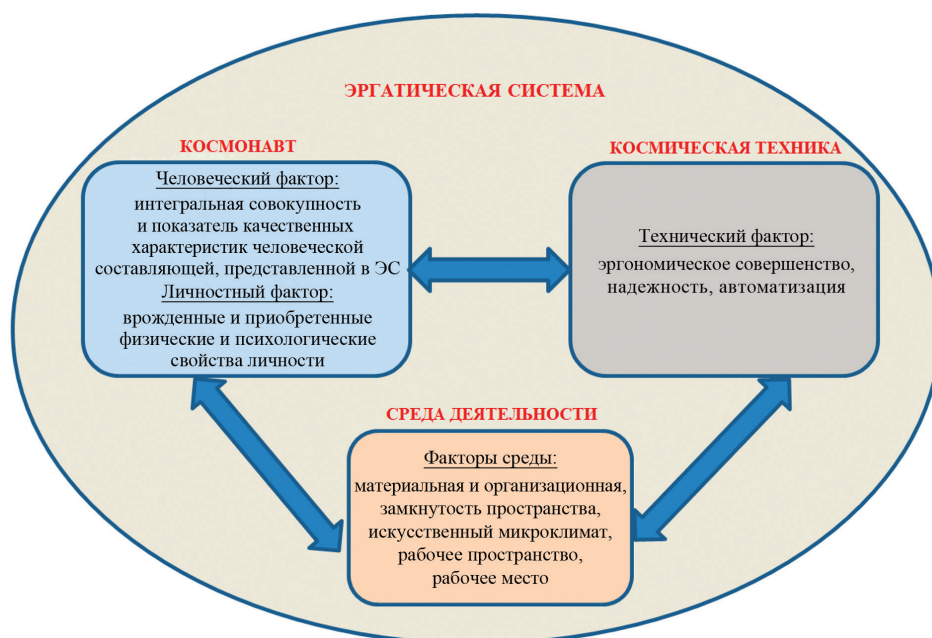 ЭРГАТИЧЕСКАЯ СИСТЕМА
КОСМОНАВТ
Человеческий фактор:
интегральная совокупность
и показатель качественных
характеристик человеческой
составляющей, представленной в ЭС
Личностный фактор:
врожденные и приобретенные
физические и психологические
свойства личности
КОСМИЧЕСКАЯ ТЕХНИКА
Технический фактор:
эргономическое совершенство,
надежность, автоматизация
СРЕДА ДЕЯТЕЛЬНОСТИ
Факторы среды:
материальная и организационная,
замкнутость пространства,
искусственный микроклимат,
рабочее пространство,
рабочее место